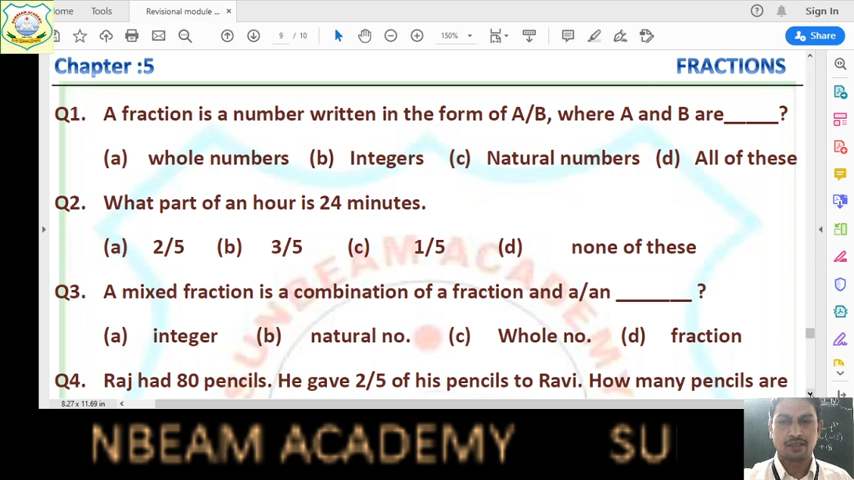 ome Tools Revisional module ... × Sign In
9 / 10 150% Share
Chapter :5 FRACTIONS
Q1. A fraction is a number written in the form of A/B, where A and B are_____?
(a) whole numbers (b) Integers (c) Natural numbers (d) All of these
Q2. What part of an hour is 24 minutes.
(a) 2/5 (b) 3/5 (c) 1/5 (d) none of these
Q3. A mixed fraction is a combination of a fraction and a/an _______ ?
(a) integer (b) natural no. (c) Whole no. (d) fraction
SUNBEAM ACADEMY
Q4. Raj had 80 pencils. He gave 2/5 of his pencils to Ravi. How many pencils are
8.27 x 11.69 in
NBEAM ACADEMY SU